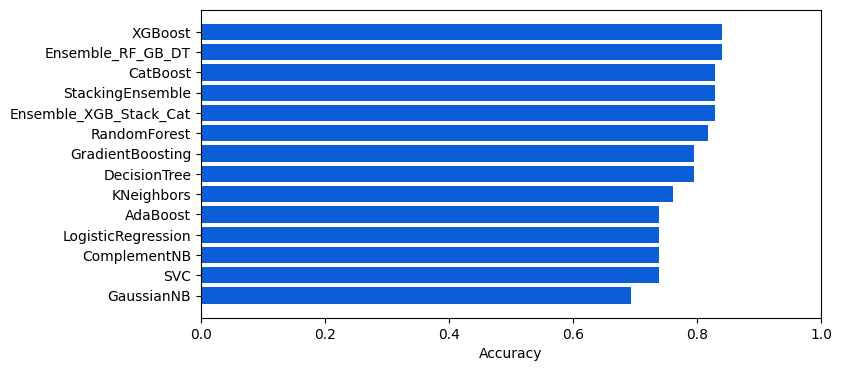 XGBoost
Ensemble_RF_GB_DT
CatBoost
StackingEnsemble
Ensemble_XGB_Stack_Cat
RandomForest
GradientBoosting
DecisionTree
KNeighbors
AdaBoost
LogisticRegression
ComplementNB
SVC
GaussianNB
0.0 0.2 0.4 0.6 0.8 1.0
Accuracy